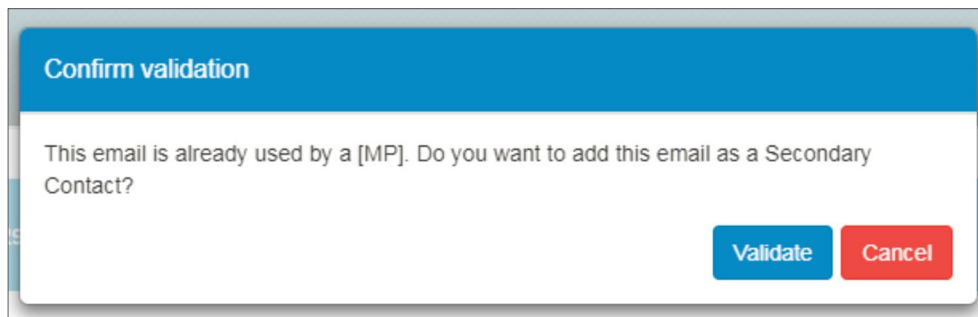 Confirm validation
This email is already used by a [MP]. Do you want to add this email as a Secondary
Contact?
Validate Cancel